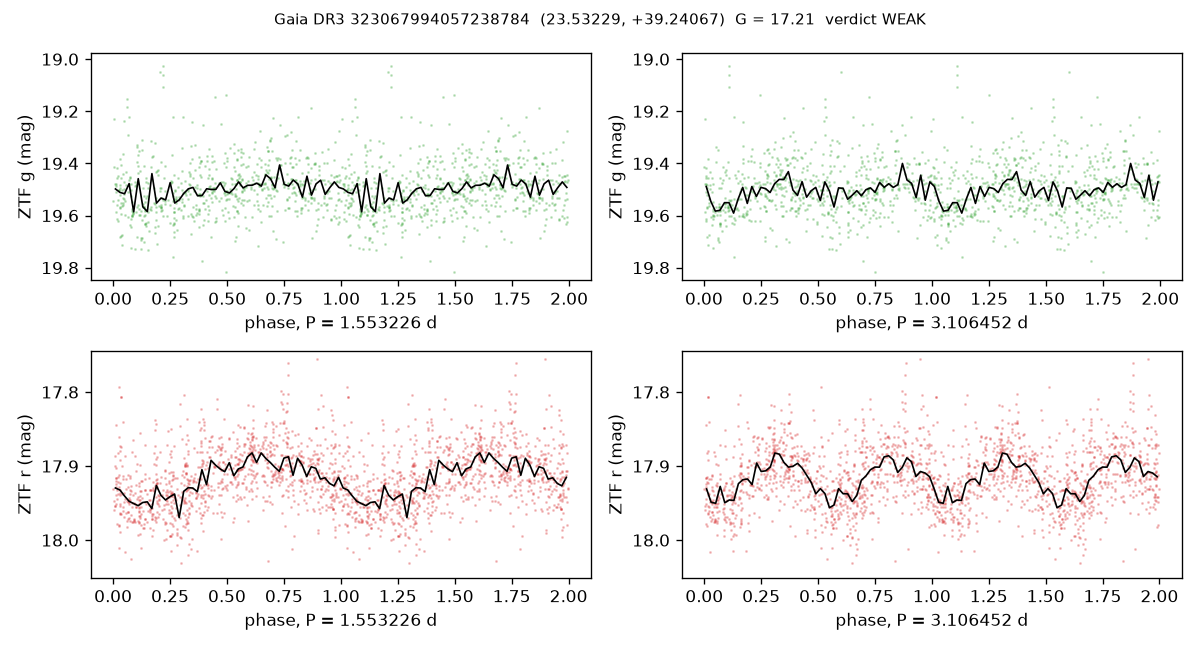 Gaia DR3 323067994057238784 (23.53229, +39.24067) G = 17.21 verdict WEAK
19.0
19.2
19.4
19.6
19.8
ZTF g (mag)
0.00 0.25 0.50 0.75 1.00 1.25 1.50 1.75 2.00
phase, P = 1.553226 d
19.0
19.2
19.4
19.6
19.8
ZTF g (mag)
0.00 0.25 0.50 0.75 1.00 1.25 1.50 1.75 2.00
phase, P = 3.106452 d
17.8
17.9
18.0
ZTF r (mag)
0.00 0.25 0.50 0.75 1.00 1.25 1.50 1.75 2.00
phase, P = 1.553226 d
17.8
17.9
18.0
ZTF r (mag)
0.00 0.25 0.50 0.75 1.00 1.25 1.50 1.75 2.00
phase, P = 3.106452 d